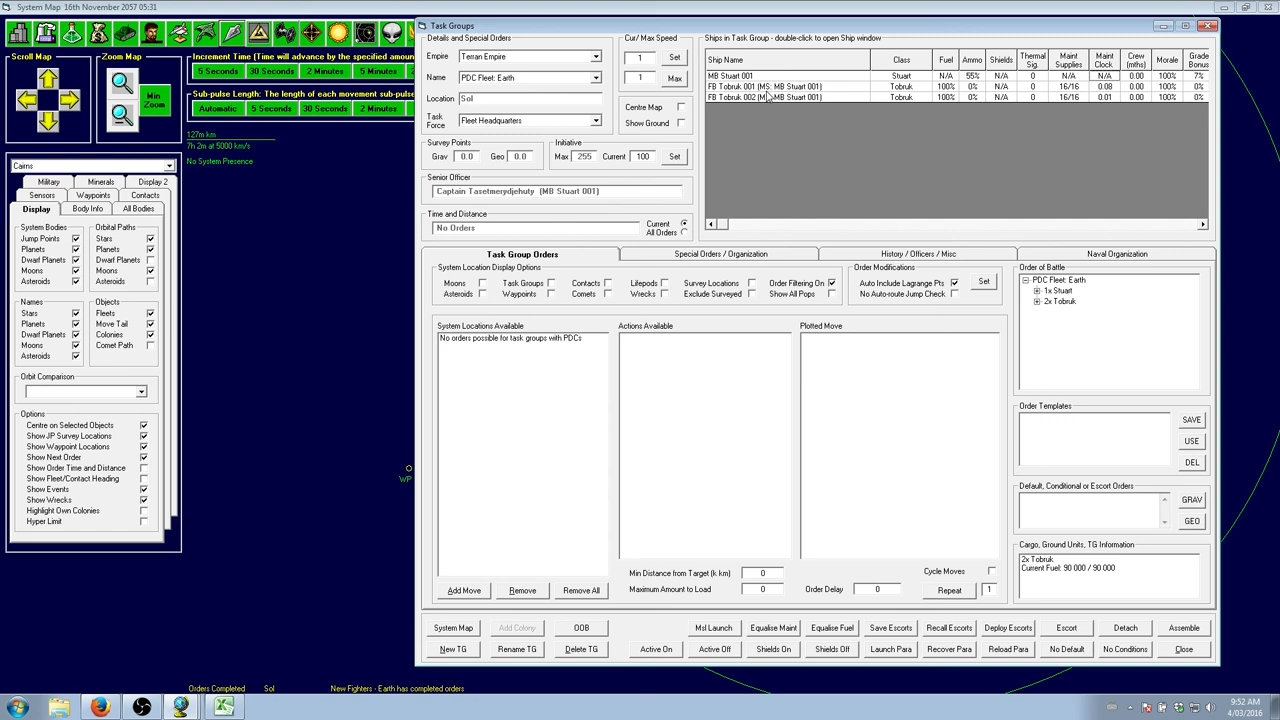 System Map 16th November 2057 05:31
Scroll Map
Zoom Map
Min
Zoom
Increment Time (Time will advance by the specified amount
5 Seconds 30 Seconds 2 Minutes 5 Minutes
Sub-pulse Length: The length of each automatic sub-pulse
Automatic 5 Seconds 30 Seconds 2 Minutes
127m km
7h 2m at 5000 km/s
No System Presence
Cairns
Military Minerals Display 2
Sensors Waypoints Contacts
Display Body Info All Bodies
System Bodies
Jump Points
Planets
Dwarf Planets
Moons
Asteroids
Orbital Paths
Stars
Planets
Dwarf Planets
Moons
Asteroids
Names
Stars
Planets
Dwarf Planets
Moons
Asteroids
Objects
Fleets
Move Tail
Colonies
Comet Path
Orbit Comparison
Options
Centre on Selected Objects
Show JP Survey Locations
Show Waypoint Locations
Show Next Order
Show Order Time and Distance
Show Fleet/Contact Heading
Show Events
Show Wrecks
Highlight Own Colonies
Hyper Limit
WP
Orders Completed Sol New Fighters - Earth has completed orders
Task Groups
Details and Special Orders
Empire Terran Empire
Name PDC Fleet: Earth
Location Sol
Task
Force Fleet Headquarters
Cur/ Max Speed
1 Set
1 Max
Centre Map
Show Ground
Survey Points
Grav 0.0 Geo 0.0
Initiative
Max 255 Current 100 Set
Senior Officer
Captain Tasetmerydjehuty (MB Stuart 001)
Time and Distance
No Orders
Current
All Orders
Ships in Task Group - double-click to open Ship window
Ship Name Class Fuel Ammo Shields Thermal Sig Maint Supplies Maint Clock Crew (mths) Morale Grade Sig
MB Stuart 001 Stuart N/A 55% N/A 0 N/A N/A 0.00 100% 7%
FB Tobruk 001 (MS: MB Stuart 001) Tobruk 100% 0% N/A 0 16/16 0.08 0.00 100% 0%
FB Tobruk 002 (M MB Stuart 001) Tobruk 100% 0% N/A 0 16/16 0.01 0.00 100% 0%
Task Group Orders Special Orders / Organization History / Officers / Misc Naval Organization
System Location Display Options
Moons Task Groups Contacts Lifepods Survey Locations Order Filtering On
Asteroids Waypoints Comets Wrecks Exclude Surveyed Show All Pops
Order Modifications
Auto Include Lagrange Pts Set
No Auto-route Jump Check
System Locations Available
No orders possible for task groups with PDCs
Actions Available
Plotted Move
Order of Battle
PDC Fleet: Earth
1x Stuart
2x Tobruk
Order Templates
SAVE
USE
DEL
Default, Conditional or Escort Orders
GRAV
GEO
Cargo, Ground Units, TG Information
2x Tobruk
Current Fuel: 90 000 / 90 000
Min Distance from Target (k km) 0
Maximum Amount to Load 0
Order Delay 0
Cycle Moves
Repeat 1
Add Move Remove Remove All
System Map Add Colony OOB Msl Launch Equalise Maint Equalise Fuel Save Escorts Recall Escorts Deploy Escorts Escort Detach Assemble
New TG Rename TG Delete TG Active On Active Off Shields On Shields Off Launch Para Recover Para Reload Para No Default No Conditions Close
9:52 AM
4/03/2016